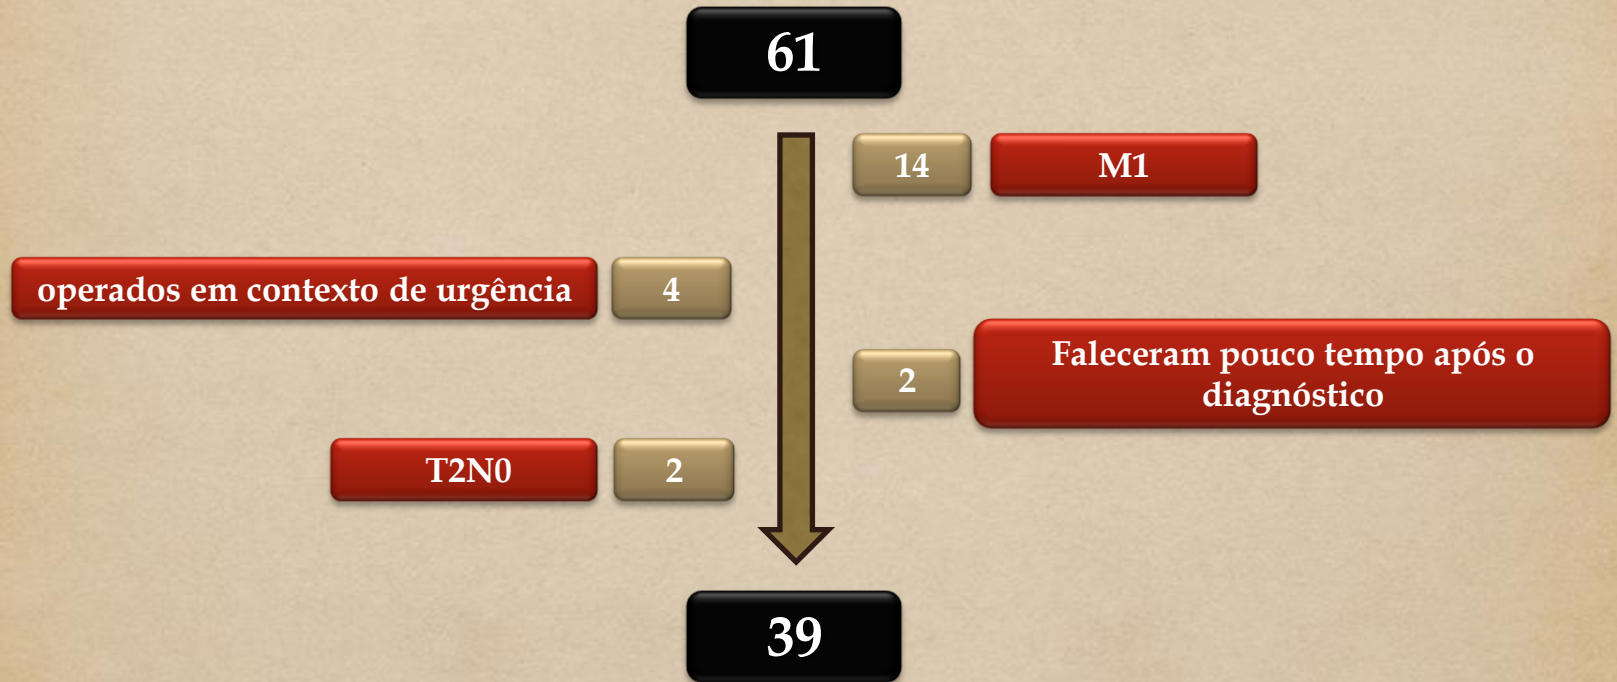 61
14
M1
operados em contexto de urgência
4
2
Faleceram pouco tempo após o
diagnóstico
T2N0
2
39